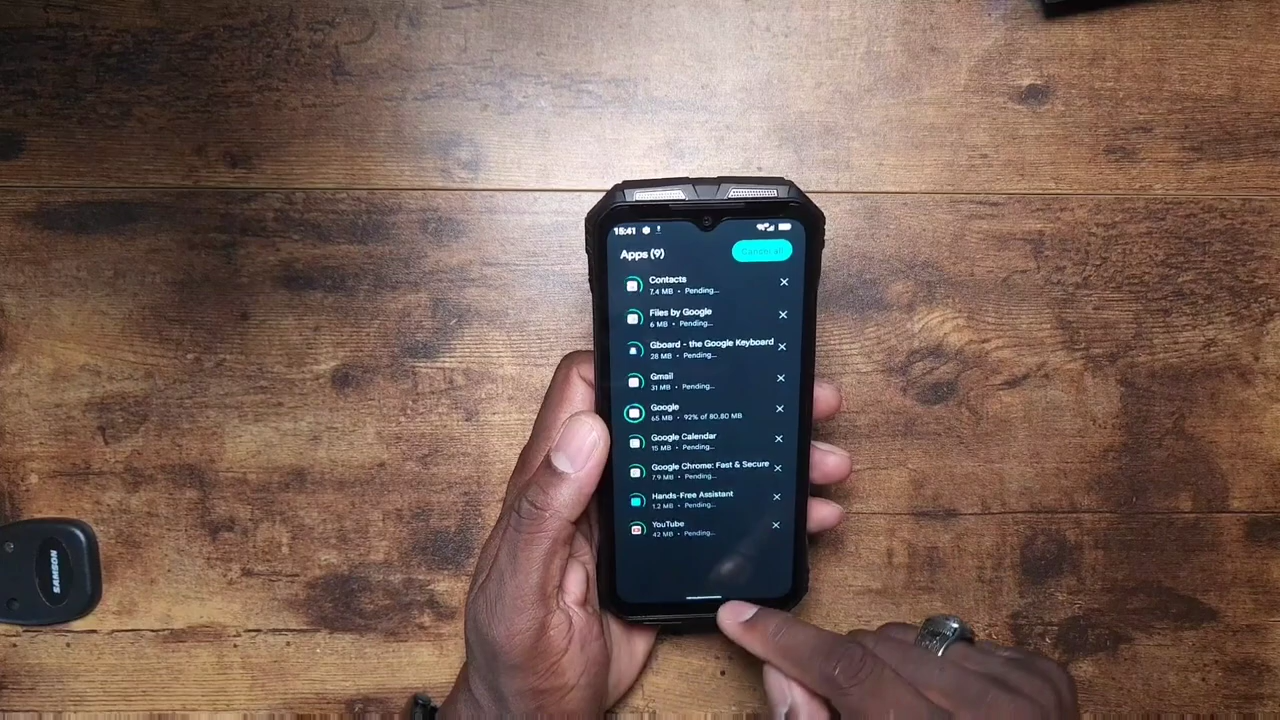 15:41
Apps (9)
Cancel all
Contacts
7.4 MB • Pending...
Files by Google
6 MB • Pending...
Gboard - the Google Keyboard
28 MB • Pending...
Gmail
31 MB • Pending...
Google
65 MB • 92% of 80.80 MB
Google Calendar
15 MB • Pending...
Google Chrome: Fast & Secure
7.9 MB • Pending...
Hands-Free Assistant
1.2 MB • Pending...
YouTube
42 MB • Pending...
SAMSON